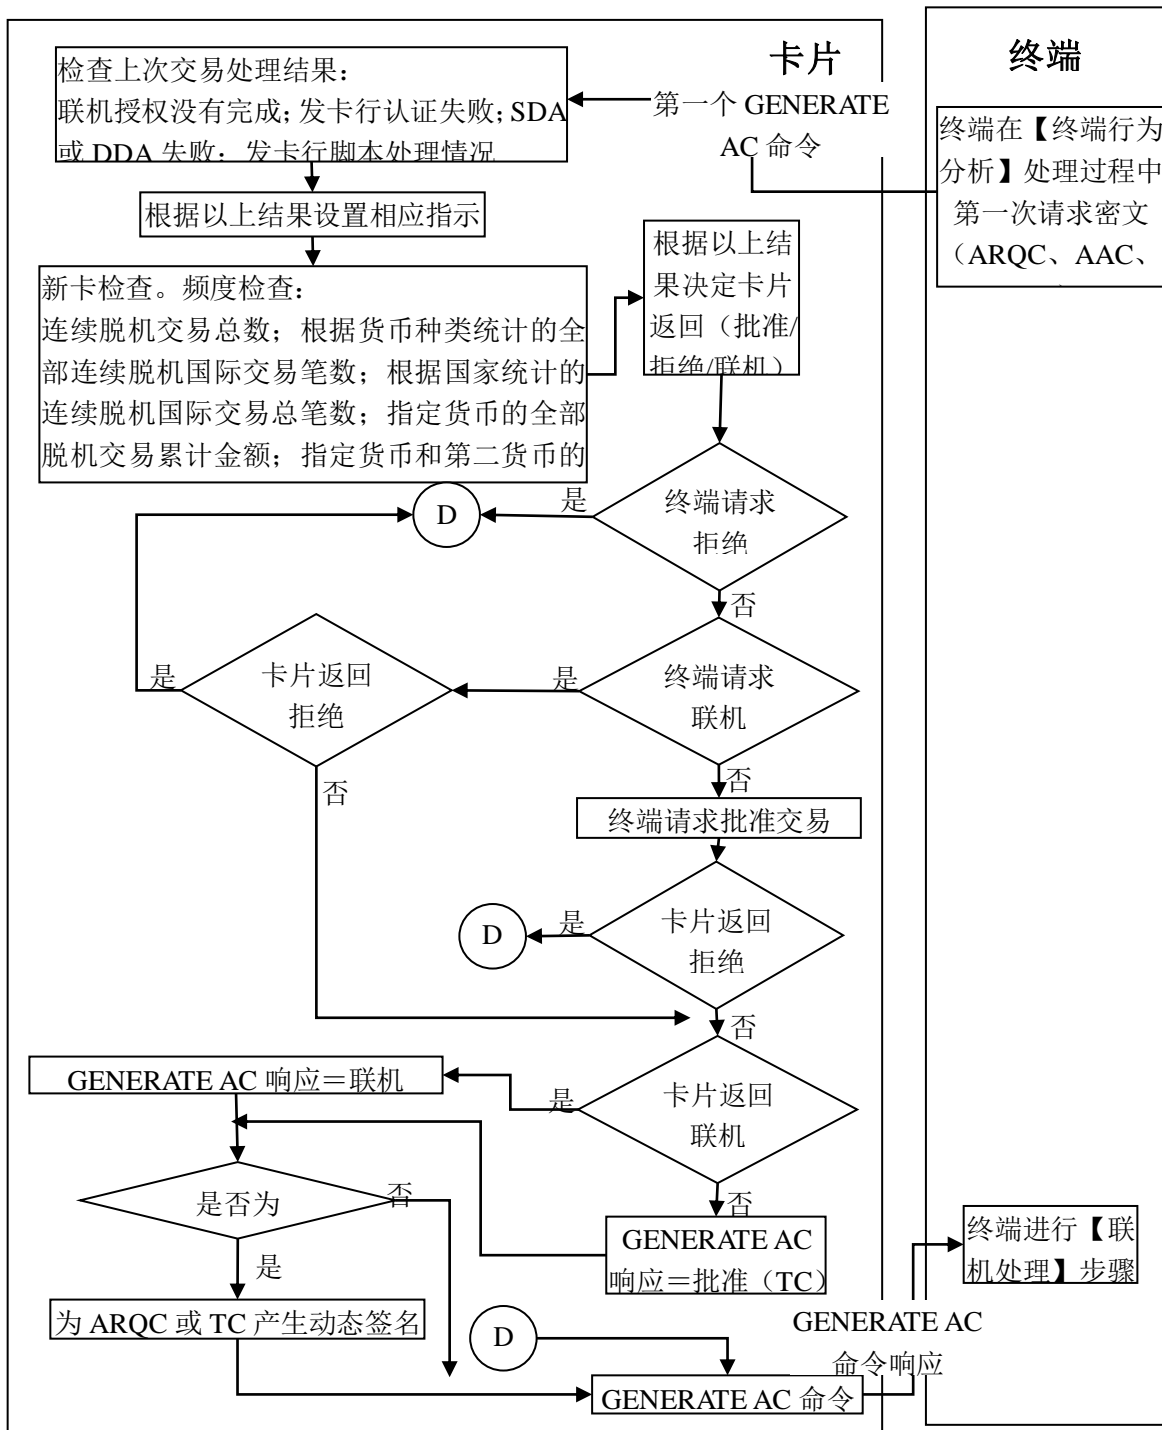 卡片
终端
检查上次交易处理结果：
联机授权没有完成；发卡行认证失败；SDA
或 DDA 失败；发卡行脚本处理情况
第一个 GENERATE
AC 命令
终端在【终端行为
分析】处理过程中
第一次请求密文
（ARQC、AAC、
根据以上结果设置相应指示
根据以上结
果决定卡片
返回（批准/
拒绝/联机）
新卡检查。频度检查：
连续脱机交易总数；根据货币种类统计的全
部连续脱机国际交易笔数；根据国家统计的
连续脱机国际交易总笔数；指定货币的全部
脱机交易累计金额；指定货币和第二货币的
D
是
终端请求
拒绝
否
是
卡片返回
拒绝
是
终端请求
联机
否
否
终端请求批准交易
D
是
卡片返回
拒绝
否
GENERATE AC 响应＝联机
是
卡片返回
联机
否
是否为
否
是
GENERATE AC
响应＝批准（TC）
终端进行【联
机处理】步骤
为 ARQC 或 TC 产生动态签名
D
GENERATE AC
命令响应
GENERATE AC 命令